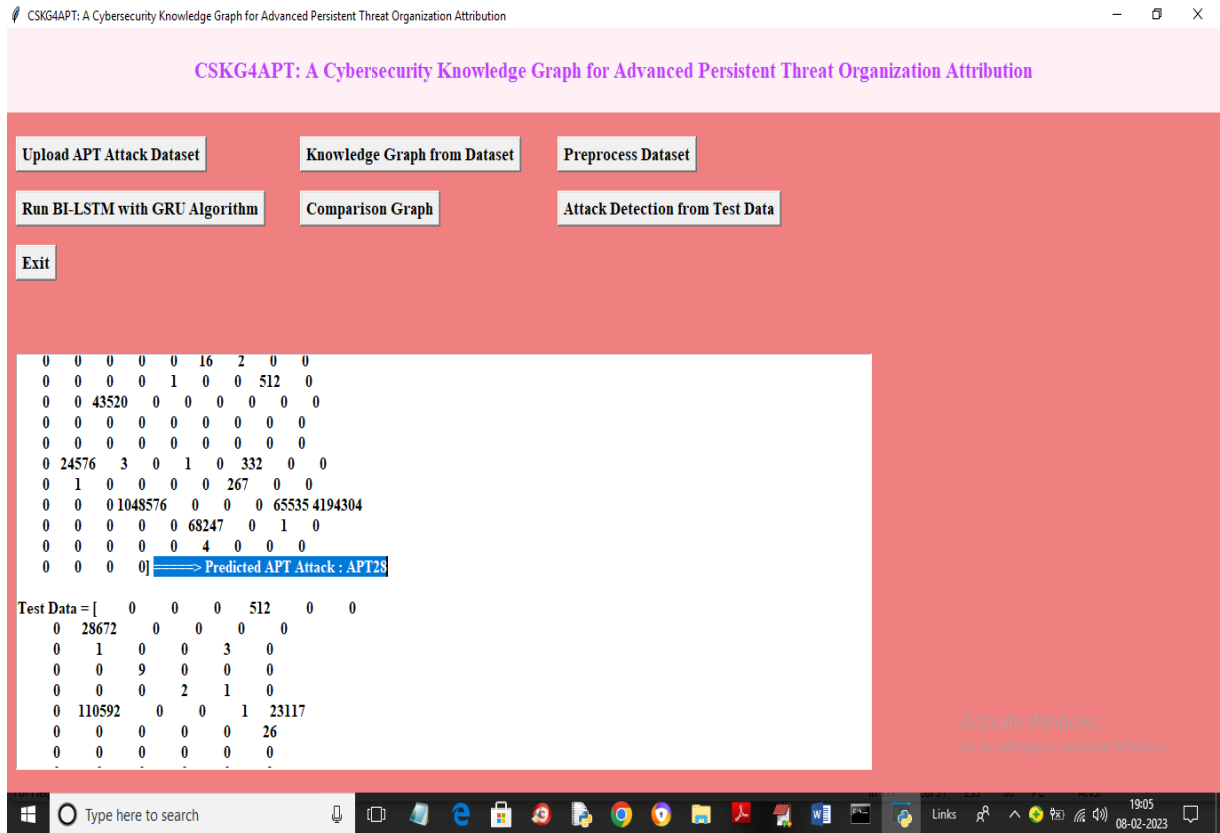 CSKG4APT: A Cybersecurity Knowledge Graph for Advanced Persistent Threat Organization Attribution
CSKG4APT: A Cybersecurity Knowledge Graph for Advanced Persistent Threat Organization Attribution
Upload APT Attack Dataset Knowledge Graph from Dataset Preprocess Dataset
Run BI-LSTM with GRU Algorithm Comparison Graph Attack Detection from Test Data
Exit
0 0 0 0 0 16 2 0 0
0 0 0 0 1 0 0 512 0
0 0 43520 0 0 0 0 0 0
0 0 0 0 0 0 0 0 0
0 0 0 0 0 0 0 0 0
0 24576 3 0 1 0 332 0 0
0 1 0 0 0 0 267 0 0
0 0 0 1048576 0 0 0 65535 4194304
0 0 0 0 0 68247 0 1 0
0 0 0 0 0 4 0 0 0
0 0 0 0] =====> Predicted APT Attack : APT28
Test Data = [ 0 0 0 512 0 0
0 28672 0 0 0 0
0 1 0 0 3 0
0 0 9 0 0 0
0 0 0 2 1 0
0 110592 0 0 1 23117
0 0 0 0 0 26
0 0 0 0 0 0
Activate Windows
Go to Settings to activate Windows.
Type here to search
Links
19:05
08-02-2023